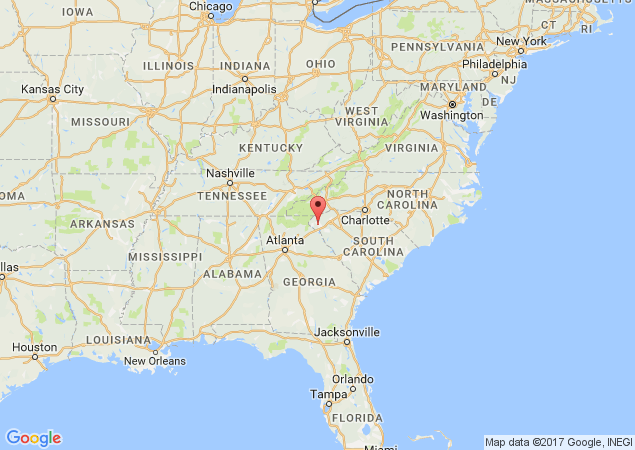 MASSACHUSETTS
Chicago
IOWA
CT
RI
New York
PENNSYLVANIA
OHIO
Philadelphia
ILLINOIS
INDIANA
NJ
Kansas City
Indianapolis
MARYLAND
DE
WEST
VIRGINIA
Washington
MISSOURI
KENTUCKY
VIRGINIA
Nashville
OMA
TENNESSEE
NORTH
CAROLINA
ARKANSAS
Charlotte
Atlanta
SOUTH
CAROLINA
MISSISSIPPI
llas
ALABAMA
GEORGIA
Jacksonville
LOUISIANA
Houston
New Orleans
Orlando
Tampa
FLORIDA
Google
Map data ©2017 Google, INEGI
Miami